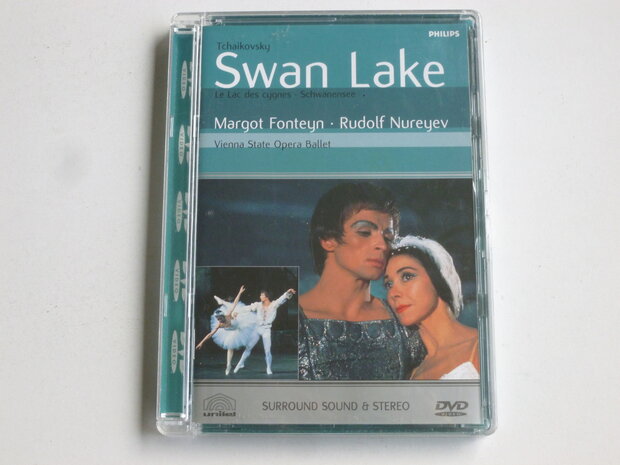 PHILIPS
Tchaikovsky
Swan Lake
Le Lac des cygnes - Schwanensee
Margot Fonteyn · Rudolf Nureyev
Vienna State Opera Ballet
unitel
SURROUND SOUND & STEREO
DVD
VIDEO